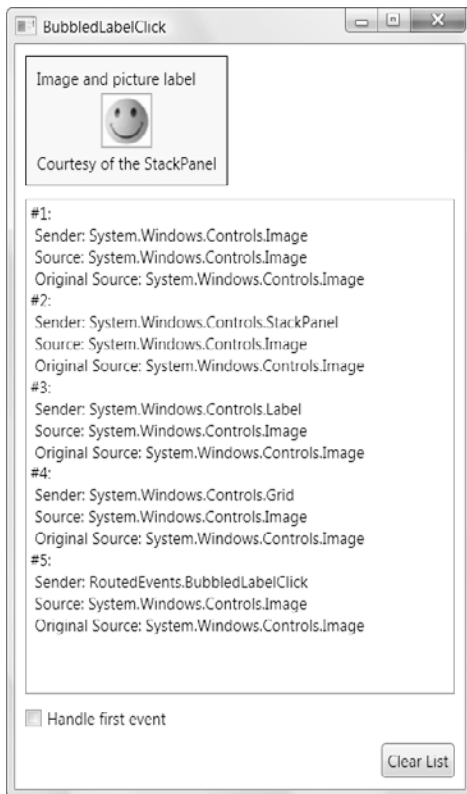 BubbledLabelClick
Image and picture label
Courtesy of the StackPanel
#1:
Sender: System.Windows.Controls.Image
Source: System.Windows.Controls.Image
Original Source: System.Windows.Controls.Image
#2:
Sender: System.Windows.Controls.StackPanel
Source: System.Windows.Controls.Image
Original Source: System.Windows.Controls.Image
#3:
Sender: System.Windows.Controls.Label
Source: System.Windows.Controls.Image
Original Source: System.Windows.Controls.Image
#4:
Sender: System.Windows.Controls.Grid
Source: System.Windows.Controls.Image
Original Source: System.Windows.Controls.Image
#5:
Sender: RoutedEvents.BubbledLabelClick
Source: System.Windows.Controls.Image
Original Source: System.Windows.Controls.Image
Handle first event
Clear List